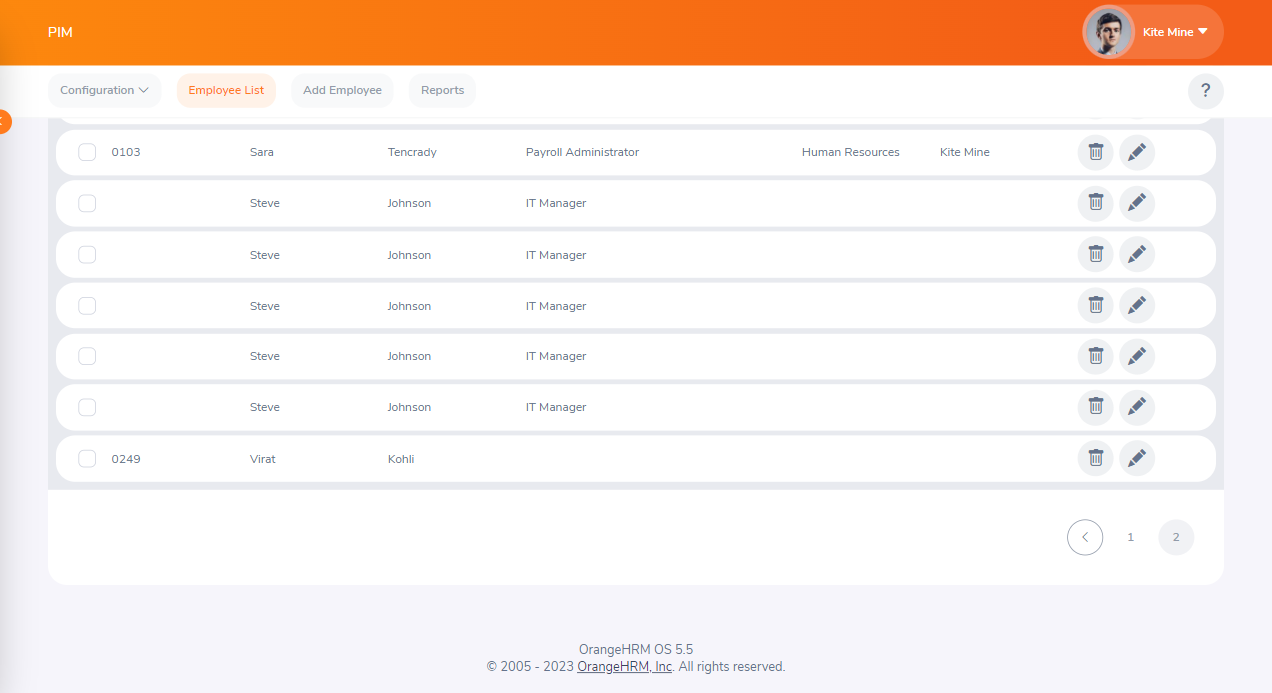 PIM
Kite Mine
Configuration
Employee List
Add Employee
Reports
?
0103 Sara Tencrady Payroll Administrator Human Resources Kite Mine
Steve Johnson IT Manager
Steve Johnson IT Manager
Steve Johnson IT Manager
Steve Johnson IT Manager
Steve Johnson IT Manager
0249 Virat Kohli
1 2
OrangeHRM OS 5.5
© 2005 - 2023 OrangeHRM, Inc. All rights reserved.